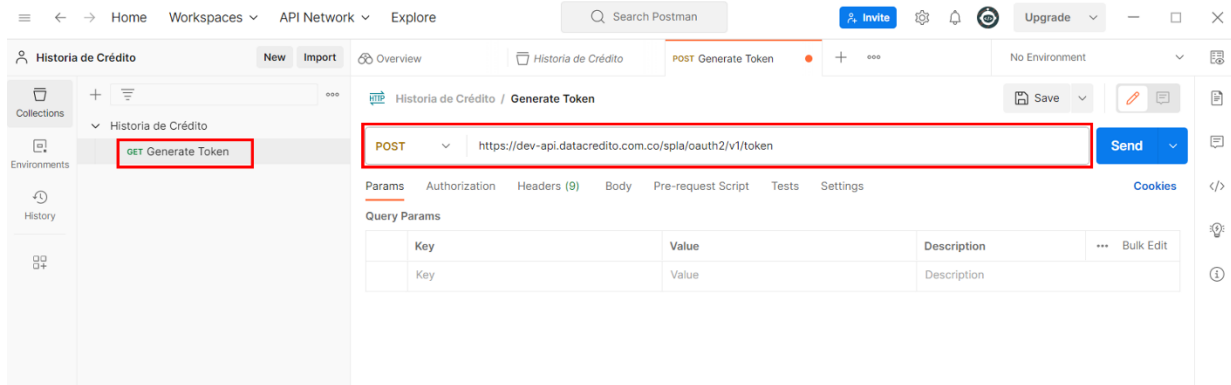 Home Workspaces API Network Explore Search Postman Invite Upgrade
Historia de Crédito New Import Overview Historia de Crédito POST Generate Token No Environment
Collections
Historia de Crédito / Generate Token Save
Historia de Crédito
GET Generate Token
POST https://dev-api.datacredito.com.co/spla/oauth2/v1/token Send
Environments
Params Authorization Headers (9) Body Pre-request Script Tests Settings Cookies
History
Query Params
Key Value Description Bulk Edit
Key Value Description